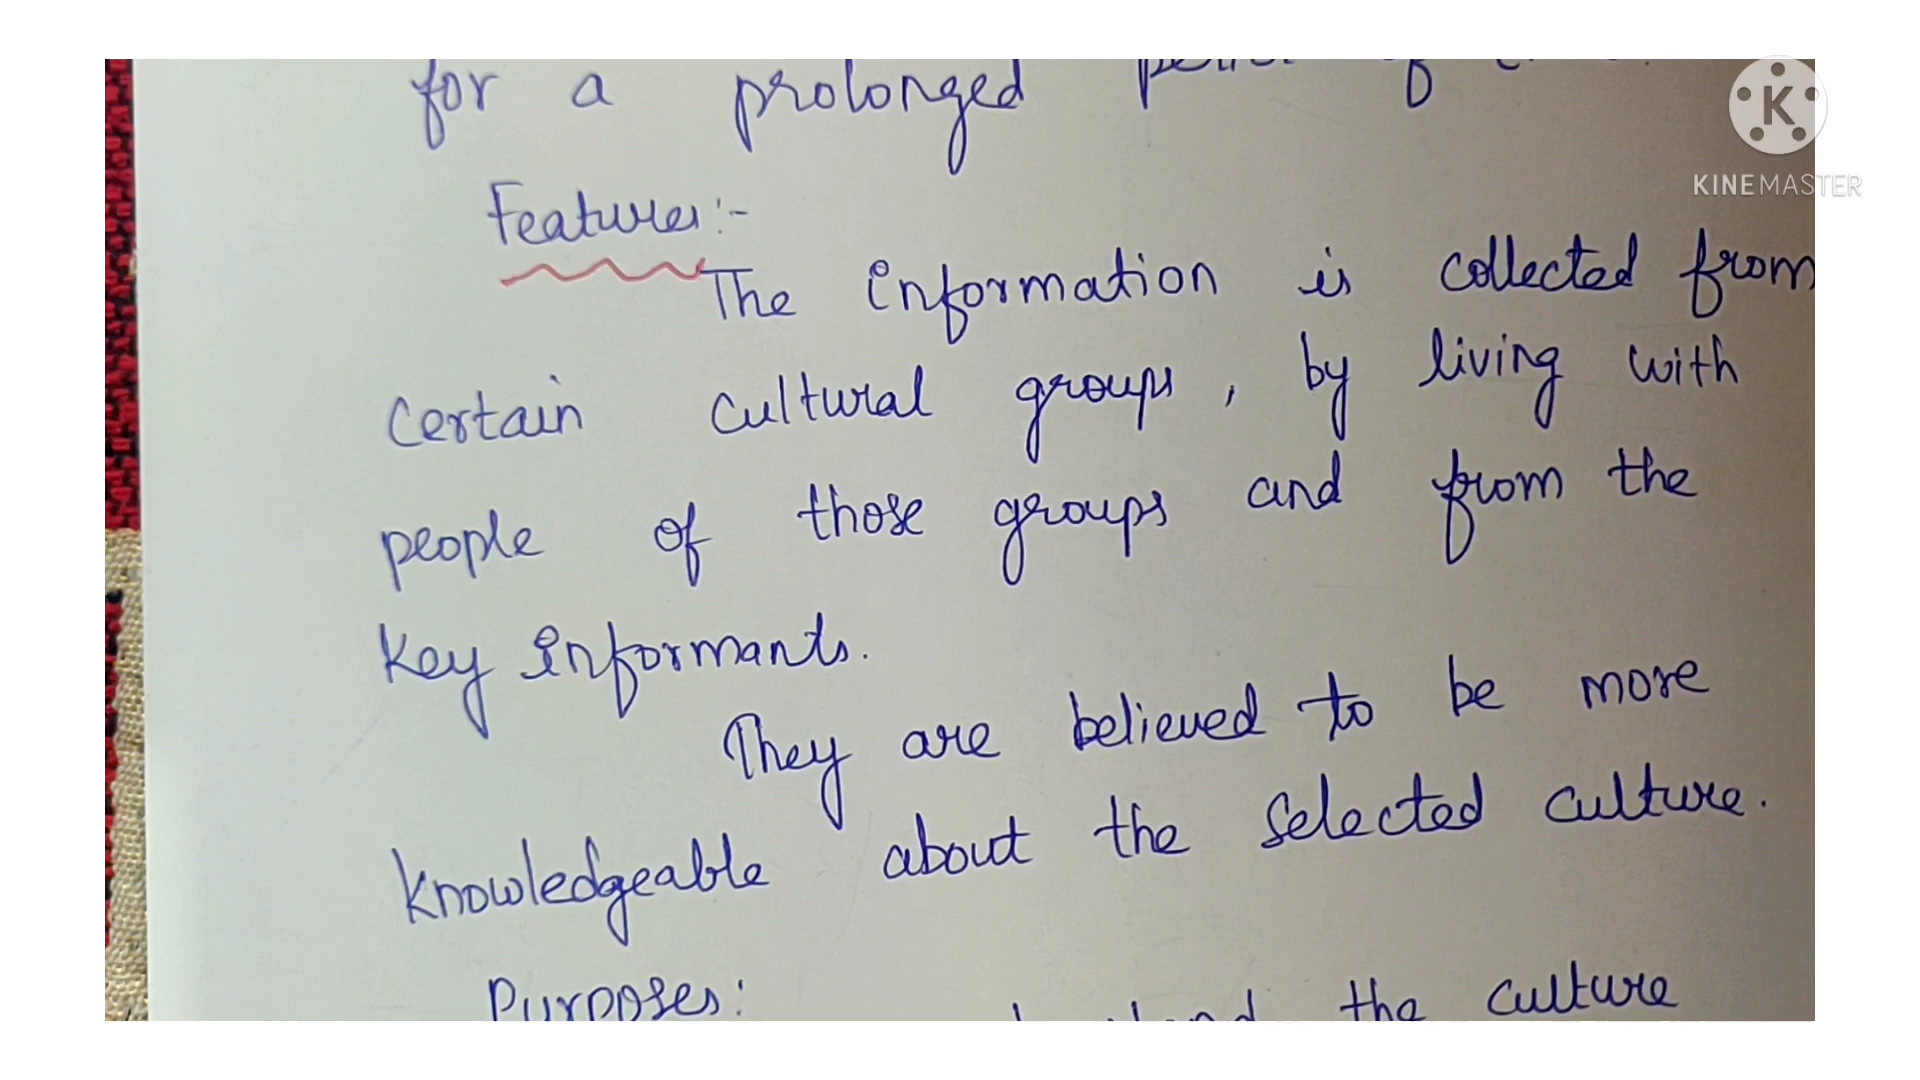 for a prolonged period of
Features:-
The information is collected from
certain cultural groups, by living with
people of those groups and from the
key informants.
They are believed to be more
knowledgeable about the selected culture.
Purposes:
the culture
K
KINEMASTER